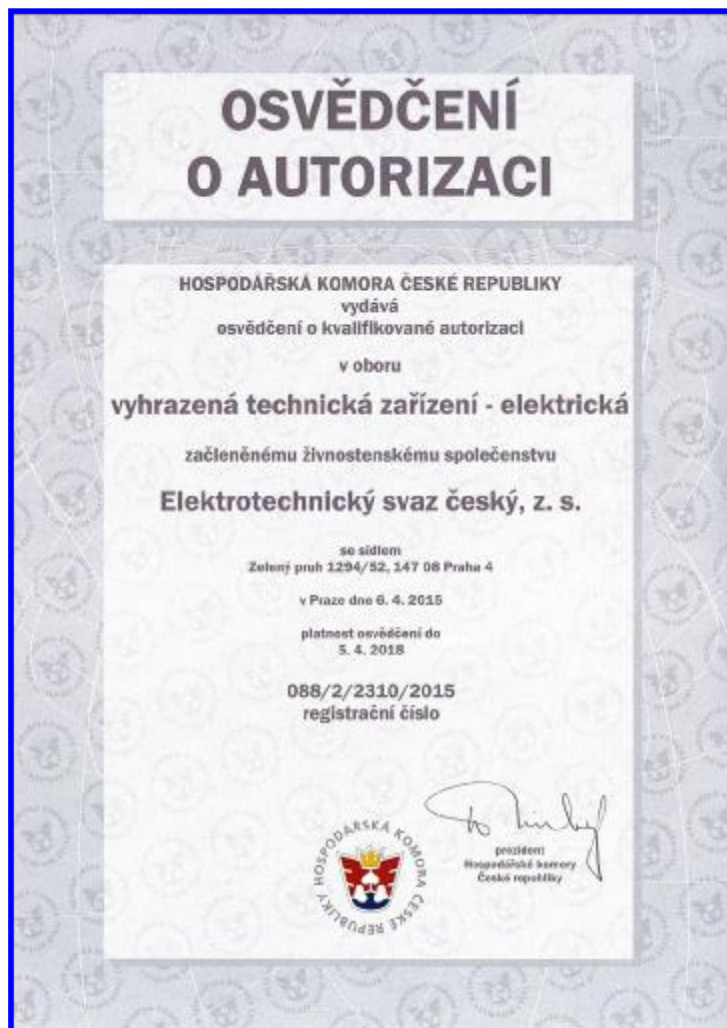 OSVĚDČENÍ
O AUTORIZACI
HOSPODÁŘSKÁ KOMORA ČESKÉ REPUBLIKY
vydává
osvědčení o kvalifikované autorizaci
v oboru
vyhrazená technická zařízení - elektrická
začleněnému živnostenskému společenstvu
Elektrotechnický svaz český, z. s.
se sídlem
Zelený pruh 1294/52, 147 08 Praha 4
v Praze dne 6. 4. 2015
platnost osvědčení do
5. 4. 2018
088/2/2310/2015
registrační číslo
prezident
Hospodářské komory
České republiky
HOSPODÁŘSKÁ KOMORA ČESKÉ REPUBLIKY